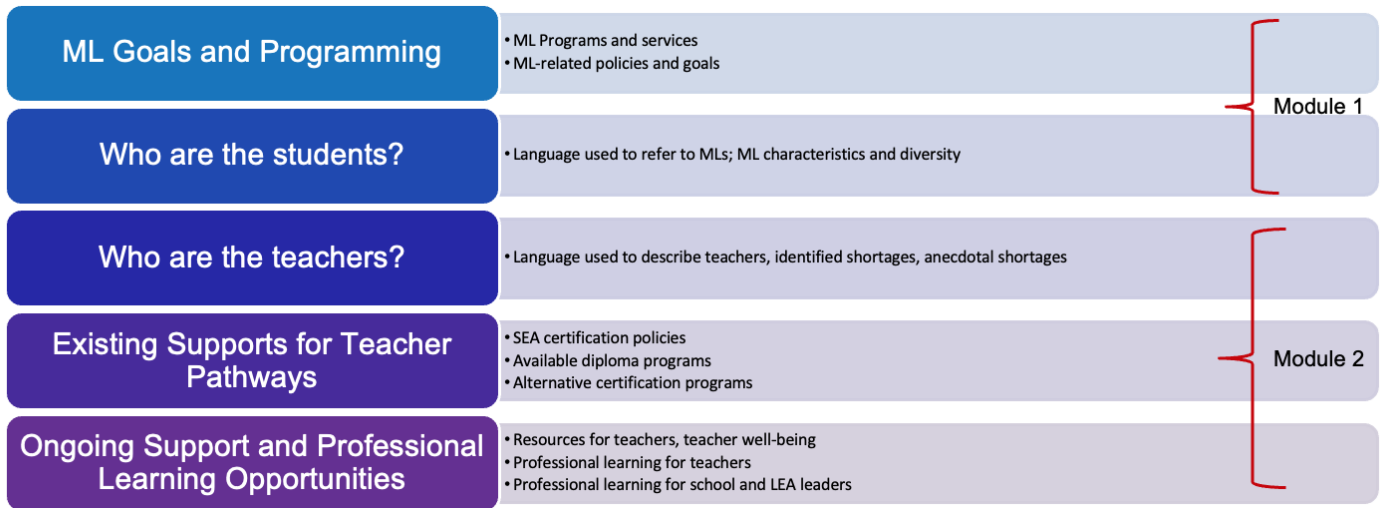 ML Goals and Programming
• ML Programs and services
• ML-related policies and goals
Module 1
Who are the students?
• Language used to refer to MLs; ML characteristics and diversity
Who are the teachers?
• Language used to describe teachers, identified shortages, anecdotal shortages
Existing Supports for Teacher
Pathways
• SEA certification policies
• Available diploma programs
• Alternative certification programs
Module 2
Ongoing Support and Professional
Learning Opportunities
• Resources for teachers, teacher well-being
• Professional learning for teachers
• Professional learning for school and LEA leaders